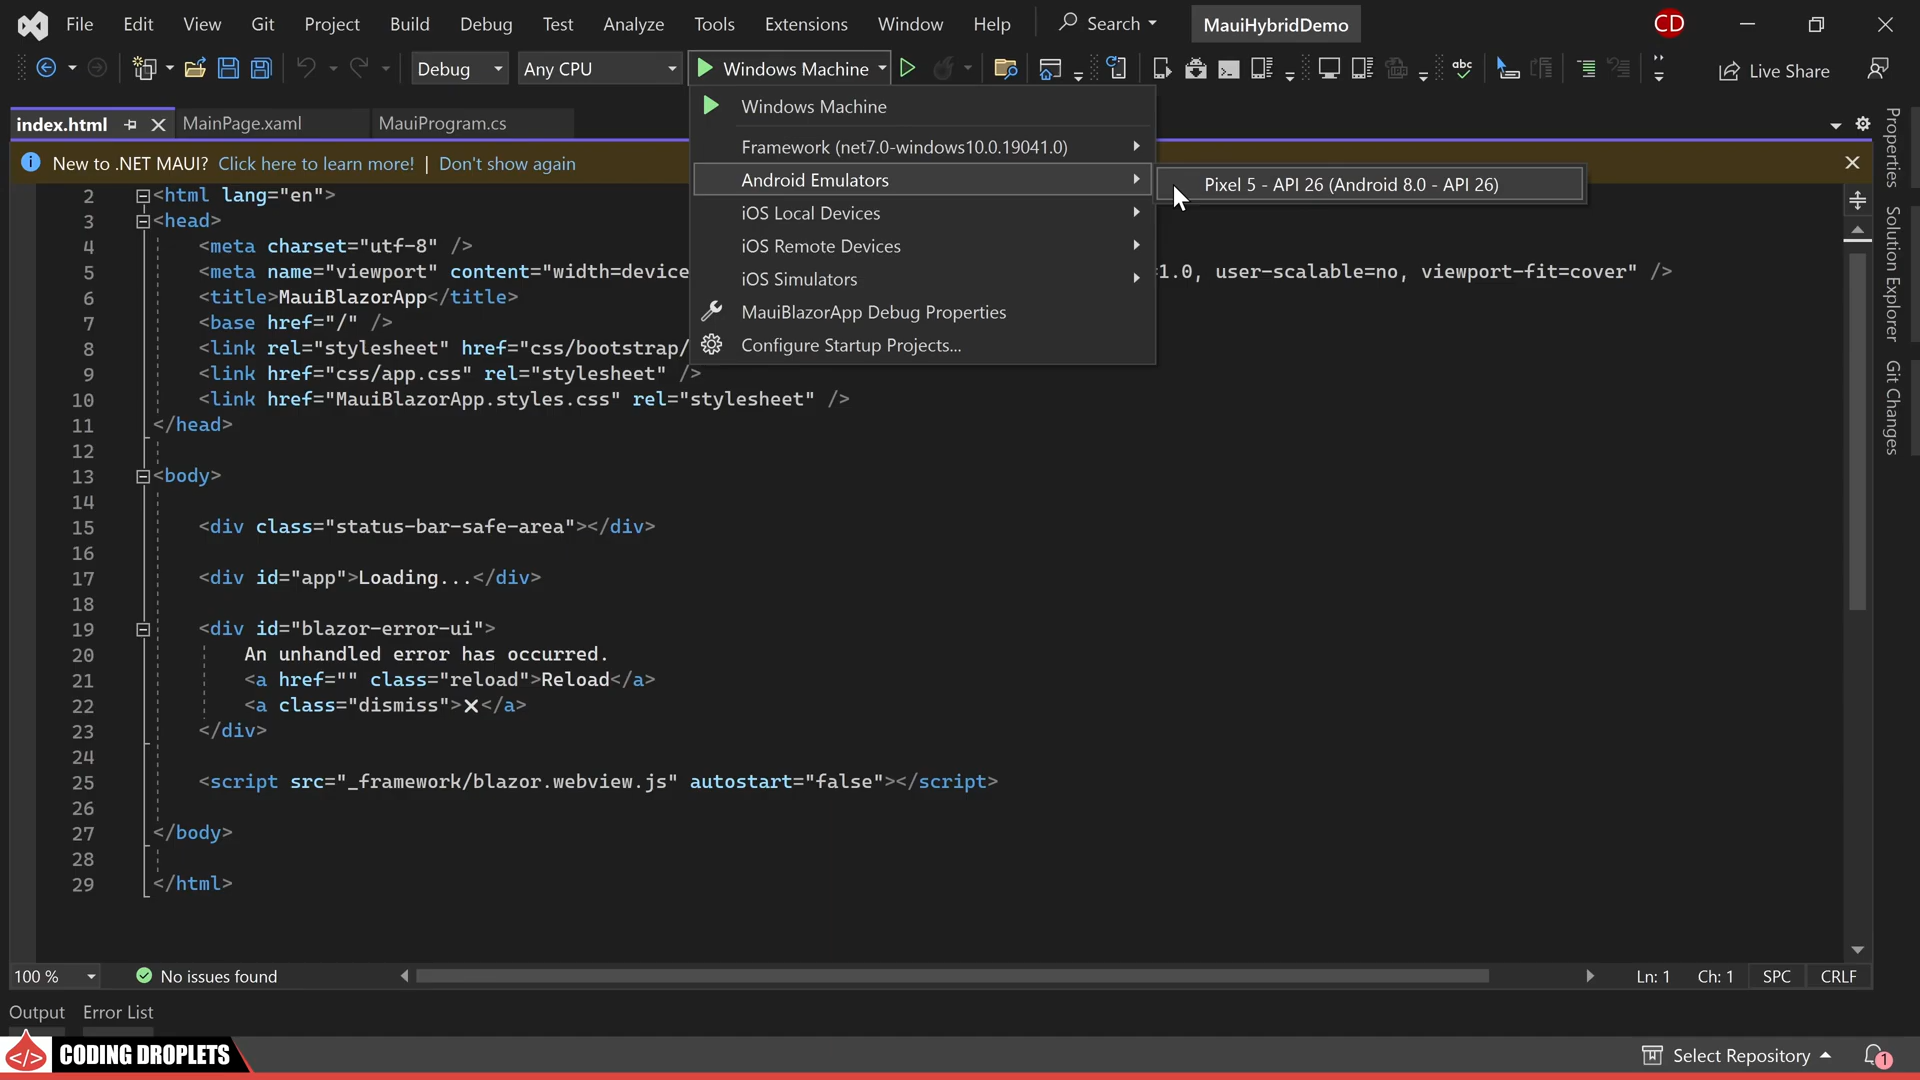 File Edit View Git Project Build Debug Test Analyze Tools Extensions Window Help Search MauiHybridDemo CD
Debug Any CPU Windows Machine abc Live Share
index.html MainPage.xaml MauiProgram.cs
New to .NET MAUI? Click here to learn more! | Don't show again
Windows Machine
Framework (net7.0-windows10.0.19041.0)
Android Emulators
Pixel 5 - API 26 (Android 8.0 - API 26)
iOS Local Devices
iOS Remote Devices
iOS Simulators
MauiBlazorApp Debug Properties
Configure Startup Projects...
2 <html lang="en">
3 <head>
4 <meta charset="utf-8" />
5 <meta name="viewport" content="width=device =1.0, user-scalable=no, viewport-fit=cover" />
6 <title>MauiBlazorApp</title>
7 <base href="/" />
8 <link rel="stylesheet" href="css/bootstrap/
9 <link href="css/app.css" rel="stylesheet" />
10 <link href="MauiBlazorApp.styles.css" rel="stylesheet" />
11 </head>
12
13 <body>
14
15 <div class="status-bar-safe-area"></div>
16
17 <div id="app">Loading...</div>
18
19 <div id="blazor-error-ui">
20 An unhandled error has occurred.
21 <a href="" class="reload">Reload</a>
22 <a class="dismiss">🗙</a>
23 </div>
24
25 <script src="_framework/blazor.webview.js" autostart="false"></script>
26
27 </body>
28
29 </html>
Properties
Solution Explorer
Git Changes
100 % No issues found Ln: 1 Ch: 1 SPC CRLF
Output Error List
</> CODING DROPLETS Select Repository 1